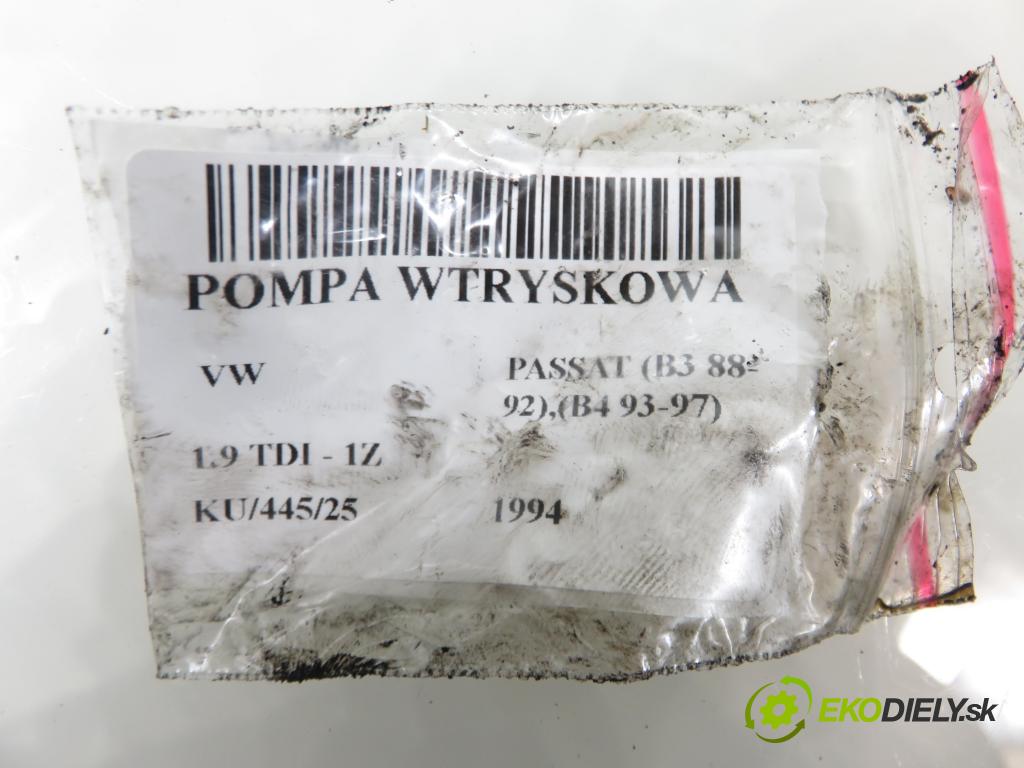 POMPA WTRYSKOWA
VW
PASSAT (B3 88-
92),(B4 93-97)
1.9 TDI - 1Z
KU/445/25
1994
EKODIELY.sk